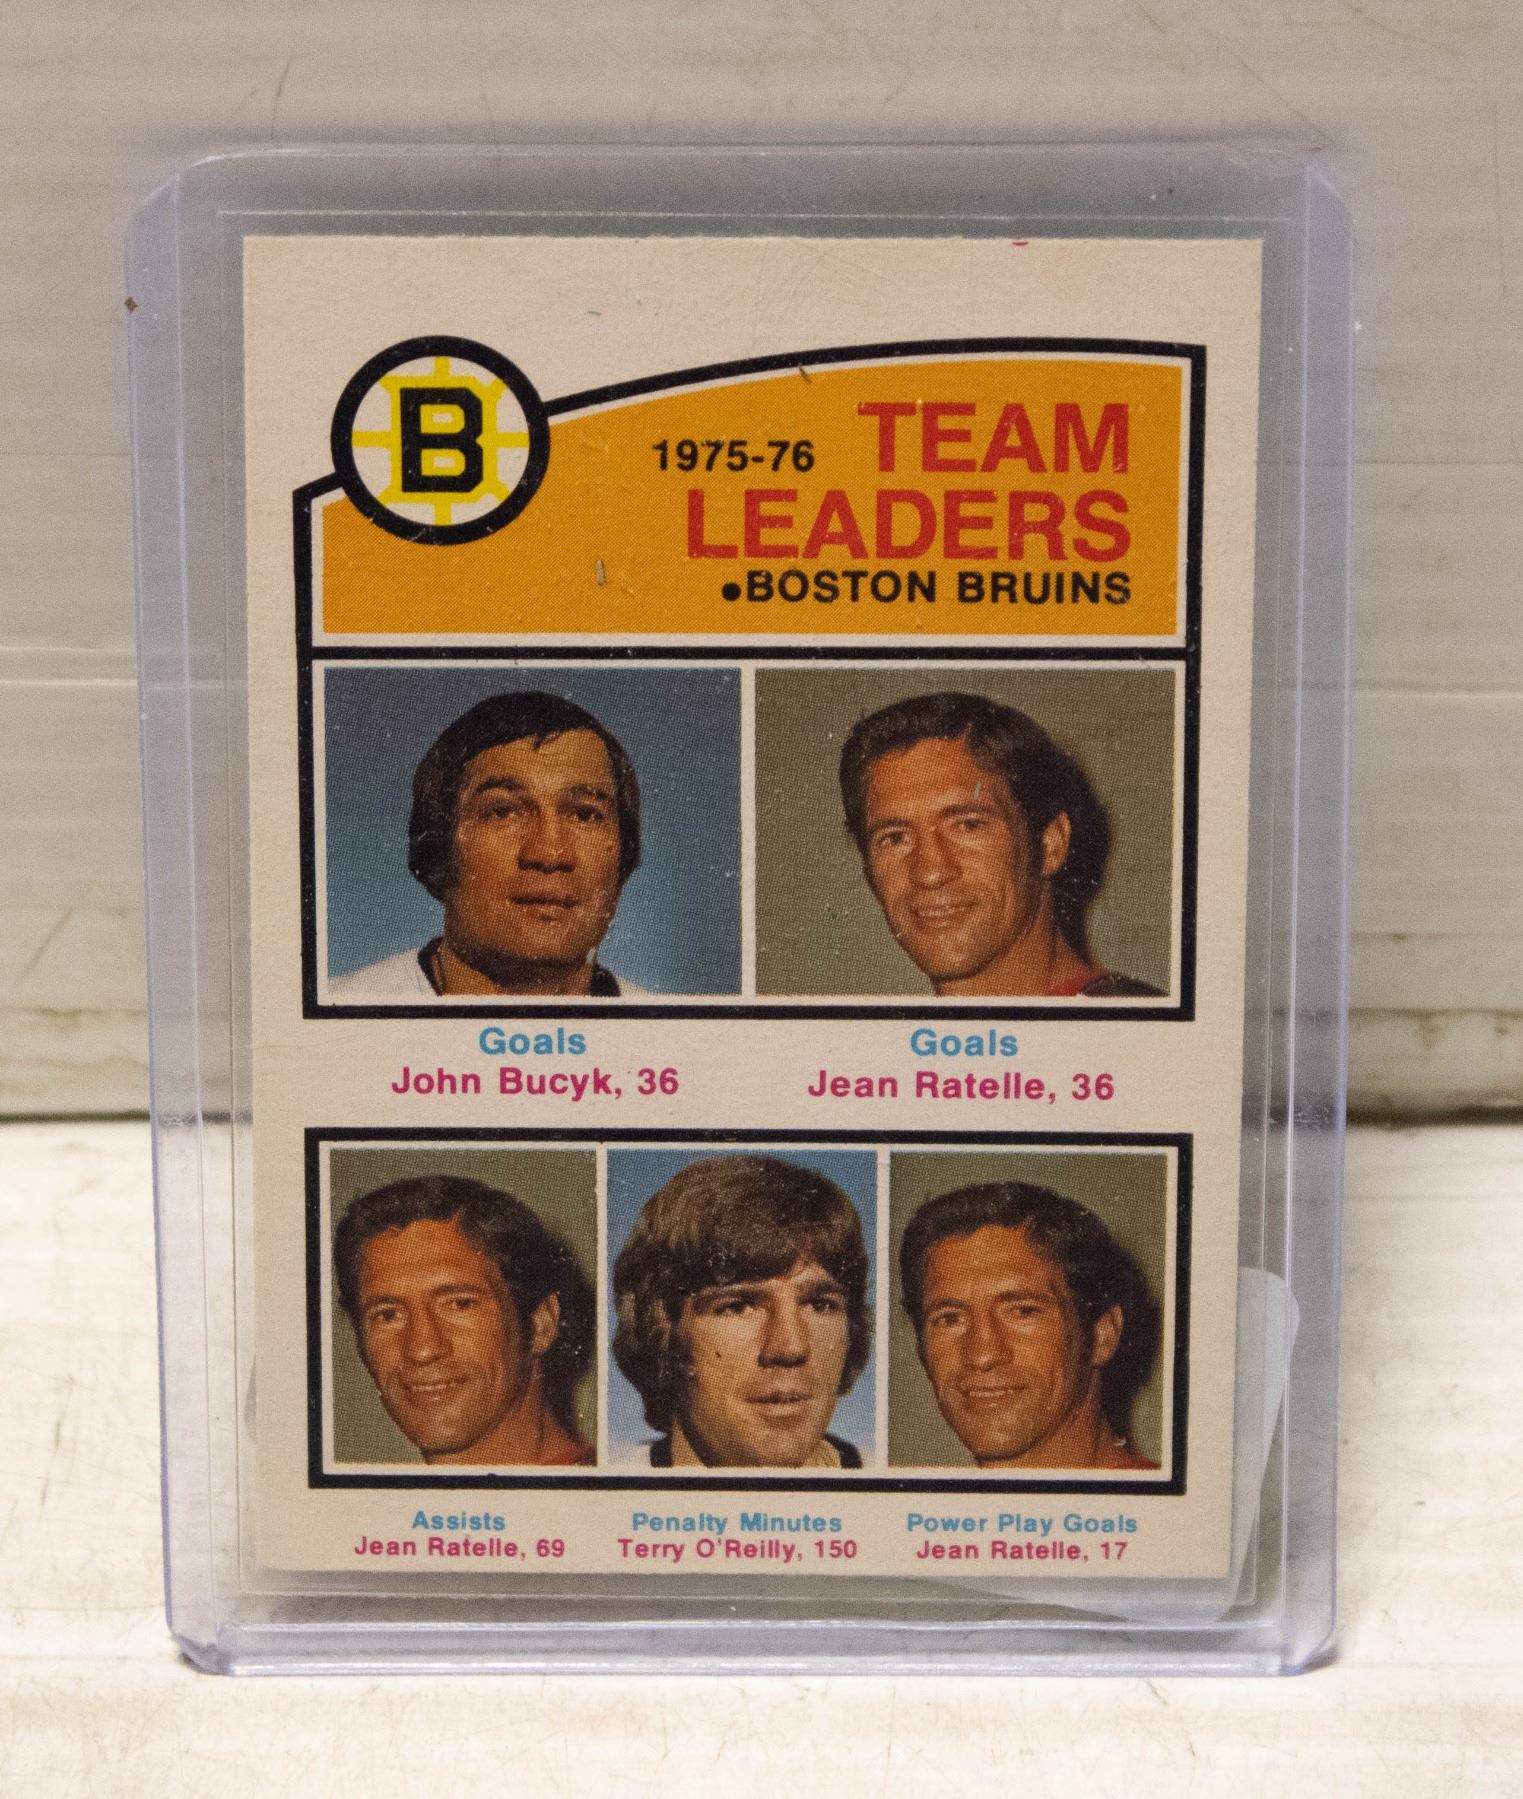 B
1975-76 TEAM
LEADERS
•BOSTON BRUINS
Goals
John Bucyk, 36
Goals
Jean Ratelle, 36
Assists
Jean Ratelle, 69
Penalty Minutes
Terry O'Reilly, 150
Power Play Goals
Jean Ratelle, 17